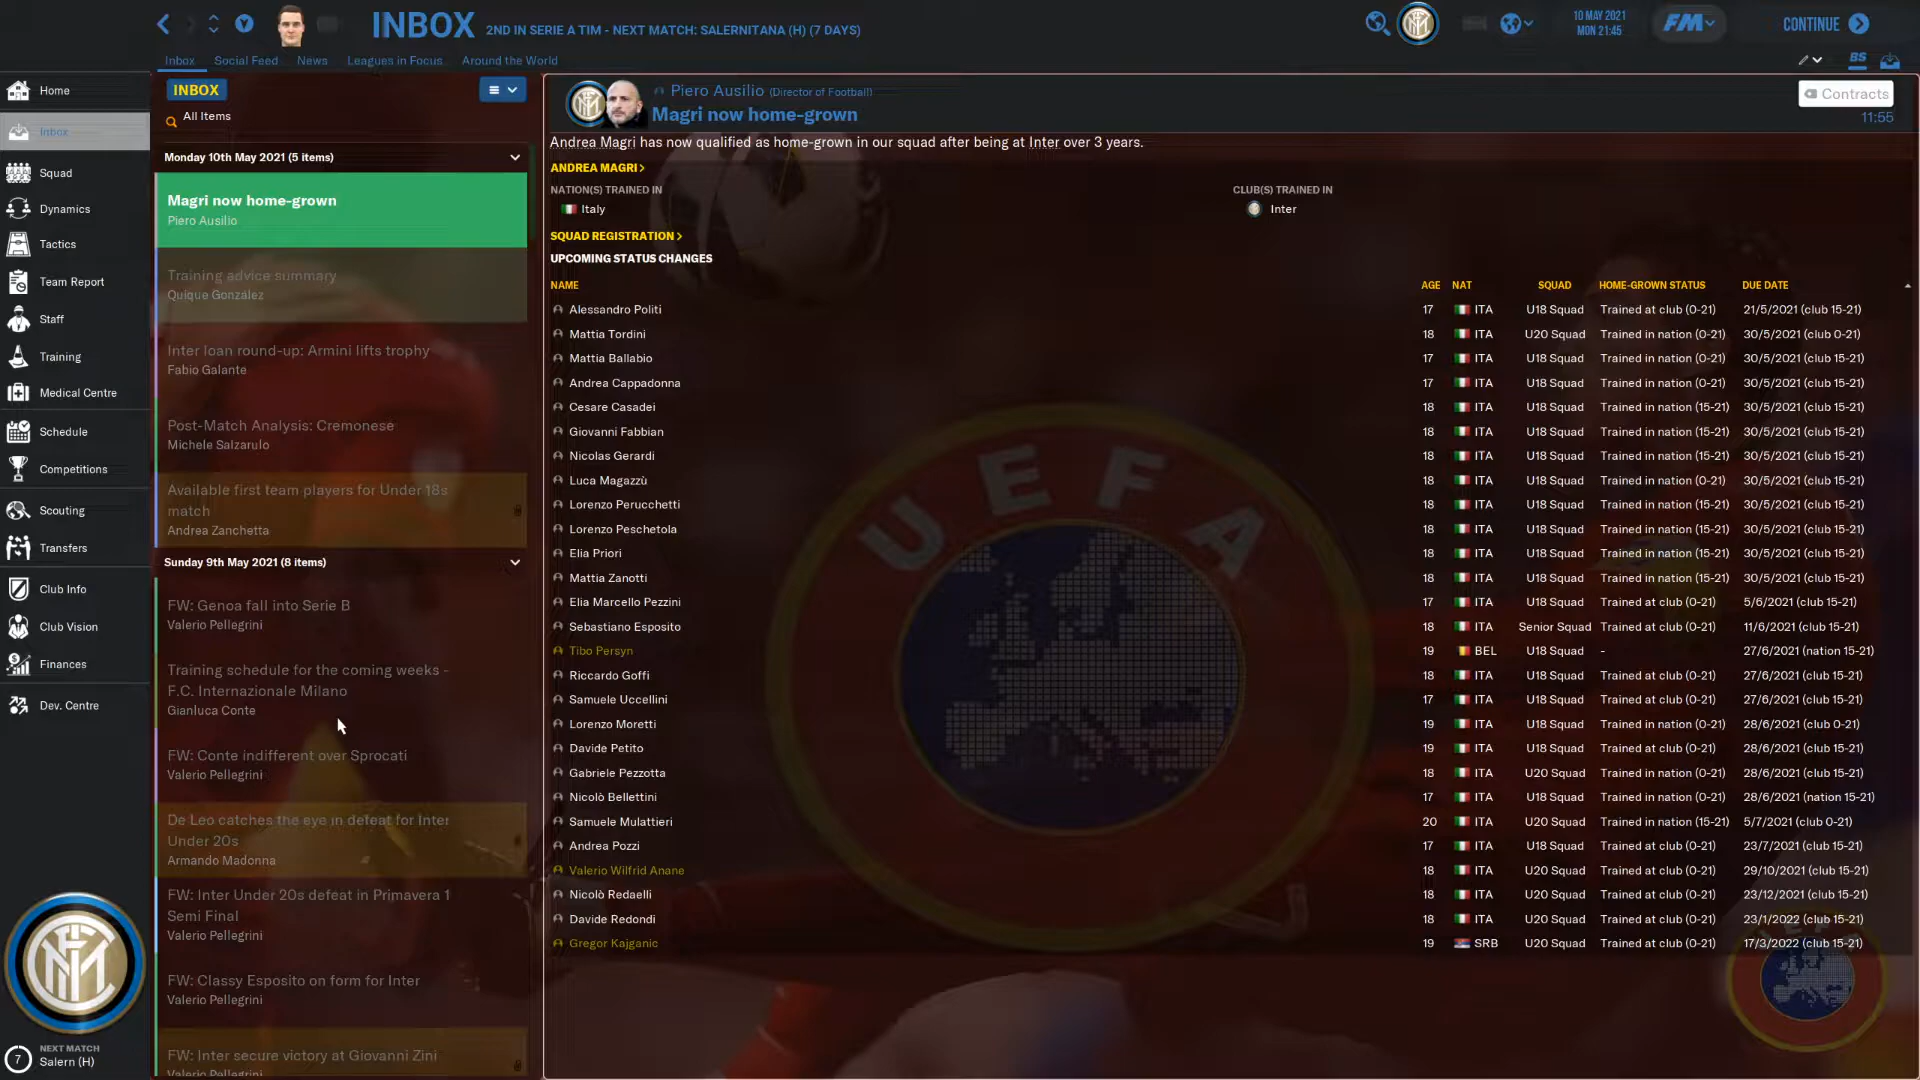 INBOX
2ND IN SERIE A TIM - NEXT MATCH: SALERNITANA (H) (7 DAYS)
10 MAY 2021
MON 21:45
FM
CONTINUE
Inbox
Social Feed
News
Leagues in Focus
Around the World
BS
Home
Inbox
Squad
Dynamics
Tactics
Team Report
Staff
Training
Medical Centre
Schedule
Competitions
Scouting
Transfers
Club Info
Club Vision
Finances
Dev. Centre
7
NEXT MATCH
Salern (H)
INBOX
All Items
Monday 10th May 2021 (5 items)
Magri now home-grown
Piero Ausilio
Training advice summary
Quique González
Inter loan round-up: Armini lifts trophy
Fabio Galante
Post-Match Analysis: Cremonese
Michele Salzarulo
Available first team players for Under 18s
match
Andrea Zanchetta
Sunday 9th May 2021 (8 items)
FW: Genoa fall into Serie B
Valerio Pellegrini
Training schedule for the coming weeks -
F.C. Internazionale Milano
Gianluca Conte
FW: Conte indifferent over Sprocati
Valerio Pellegrini
De Leo catches the eye in defeat for Inter
Under 20s
Armando Madonna
FW: Inter Under 20s defeat in Primavera 1
Semi Final
Valerio Pellegrini
FW: Classy Esposito on form for Inter
Valerio Pellegrini
FW: Inter secure victory at Giovanni Zini
Valerio Pellegrini
Piero Ausilio (Director of Football)
Magri now home-grown
Contracts
11:55
Andrea Magri has now qualified as home-grown in our squad after being at Inter over 3 years.
ANDREA MAGRI>
NATION(S) TRAINED IN CLUB(S) TRAINED IN
Italy Inter
SQUAD REGISTRATION >
UPCOMING STATUS CHANGES
NAME AGE NAT SQUAD HOME-GROWN STATUS DUE DATE
Alessandro Politi 17 ITA U18 Squad Trained at club (0-21) 21/5/2021 (club 15-21)
Mattia Tordini 18 ITA U20 Squad Trained in nation (0-21) 30/5/2021 (club 0-21)
Mattia Ballabio 17 ITA U18 Squad Trained in nation (0-21) 30/5/2021 (club 15-21)
Andrea Cappadonna 17 ITA U18 Squad Trained in nation (0-21) 30/5/2021 (club 15-21)
Cesare Casadei 18 ITA U18 Squad Trained in nation (15-21) 30/5/2021 (club 15-21)
Giovanni Fabbian 18 ITA U18 Squad Trained in nation (15-21) 30/5/2021 (club 15-21)
Nicolas Gerardi 18 ITA U18 Squad Trained in nation (15-21) 30/5/2021 (club 15-21)
Luca Magazzù 18 ITA U18 Squad Trained in nation (0-21) 30/5/2021 (club 15-21)
Lorenzo Perucchetti 18 ITA U18 Squad Trained in nation (15-21) 30/5/2021 (club 15-21)
Lorenzo Peschetola 18 ITA U18 Squad Trained in nation (15-21) 30/5/2021 (club 15-21)
Elia Priori 18 ITA U18 Squad Trained in nation (15-21) 30/5/2021 (club 15-21)
Mattia Zanotti 18 ITA U18 Squad Trained in nation (15-21) 30/5/2021 (club 15-21)
Elia Marcello Pezzini 17 ITA U18 Squad Trained at club (0-21) 5/6/2021 (club 15-21)
Sebastiano Esposito 18 ITA Senior Squad Trained at club (0-21) 11/6/2021 (club 15-21)
Tibo Persyn 19 BEL U18 Squad - 27/6/2021 (nation 15-21)
Riccardo Goffi 18 ITA U18 Squad Trained at club (0-21) 27/6/2021 (club 15-21)
Samuele Uccellini 17 ITA U18 Squad Trained at club (0-21) 27/6/2021 (club 15-21)
Lorenzo Moretti 19 ITA U18 Squad Trained in nation (0-21) 28/6/2021 (club 0-21)
Davide Petito 19 ITA U18 Squad Trained at club (0-21) 28/6/2021 (club 15-21)
Gabriele Pezzotta 18 ITA U20 Squad Trained in nation (0-21) 28/6/2021 (club 15-21)
Nicolò Bellettini 17 ITA U18 Squad Trained in nation (0-21) 28/6/2021 (nation 15-21)
Samuele Mulattieri 20 ITA U20 Squad Trained in nation (15-21) 5/7/2021 (club 0-21)
Andrea Pozzi 17 ITA U18 Squad Trained at club (0-21) 23/7/2021 (club 15-21)
Valerio Wilfrid Anane 18 ITA U20 Squad Trained at club (0-21) 29/10/2021 (club 15-21)
Nicolò Redaelli 18 ITA U20 Squad Trained at club (0-21) 23/12/2021 (club 15-21)
Davide Redondi 18 ITA U20 Squad Trained at club (0-21) 23/1/2022 (club 15-21)
Gregor Kajganic 19 SRB U20 Squad Trained at club (0-21) 17/3/2022 (club 15-21)
UEFA